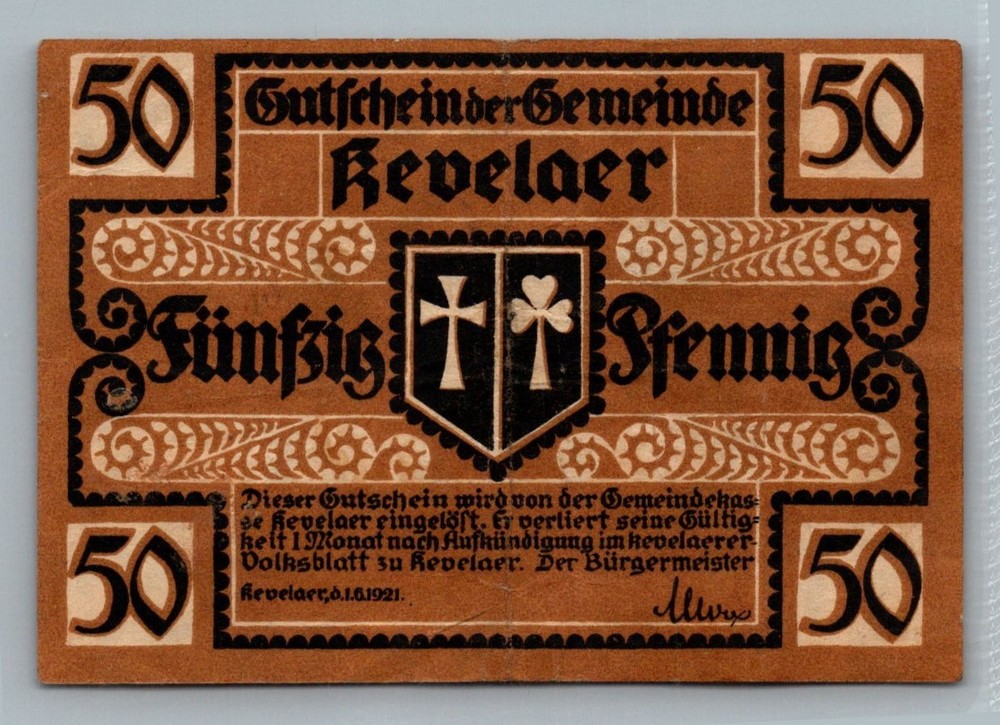 50 50
Gutschein der Gemeinde
Kevelaer
Fünfzig Pfennig
Dieser Gutschein wird von der Gemeindekas=
se Kevelaer eingelöst. Er verliert seine Gültig=
keit 1 Monat nach Aufkündigung im Kevelaerer-
Volksblatt zu Kevelaer. Der Bürgermeister
Kevelaer, d. 1.6.1921.
50 50